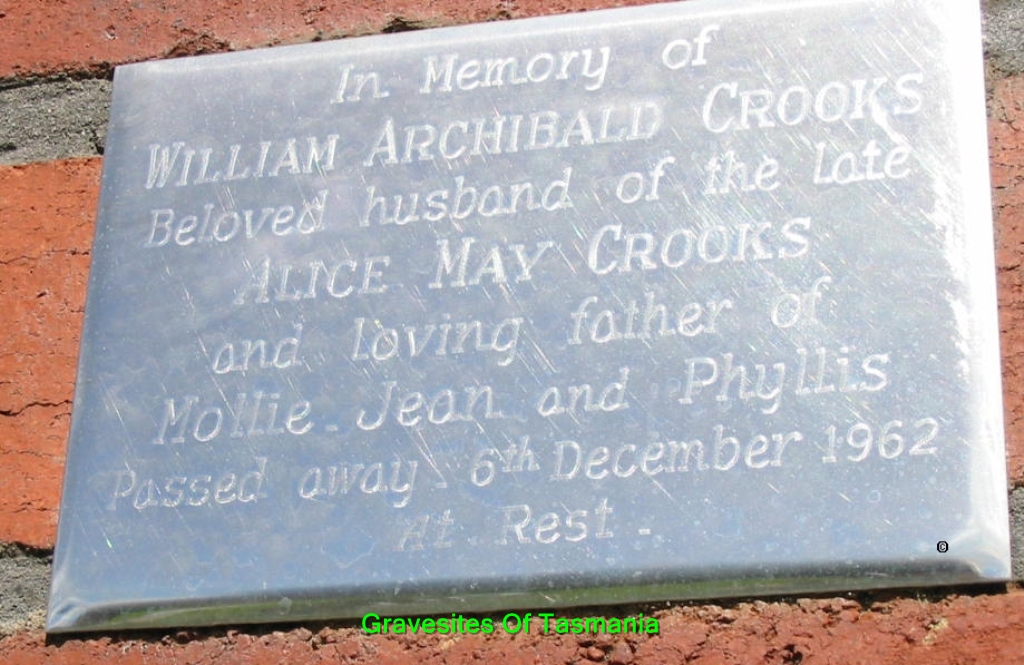 In Memory of
WILLIAM ARCHIBALD CROOKS
Beloved husband of the late
ALICE MAY CROOKS
and loving father of
Mollie. Jean and Phyllis
Passed away 6th December 1962
At Rest.
©
Gravesites Of Tasmania